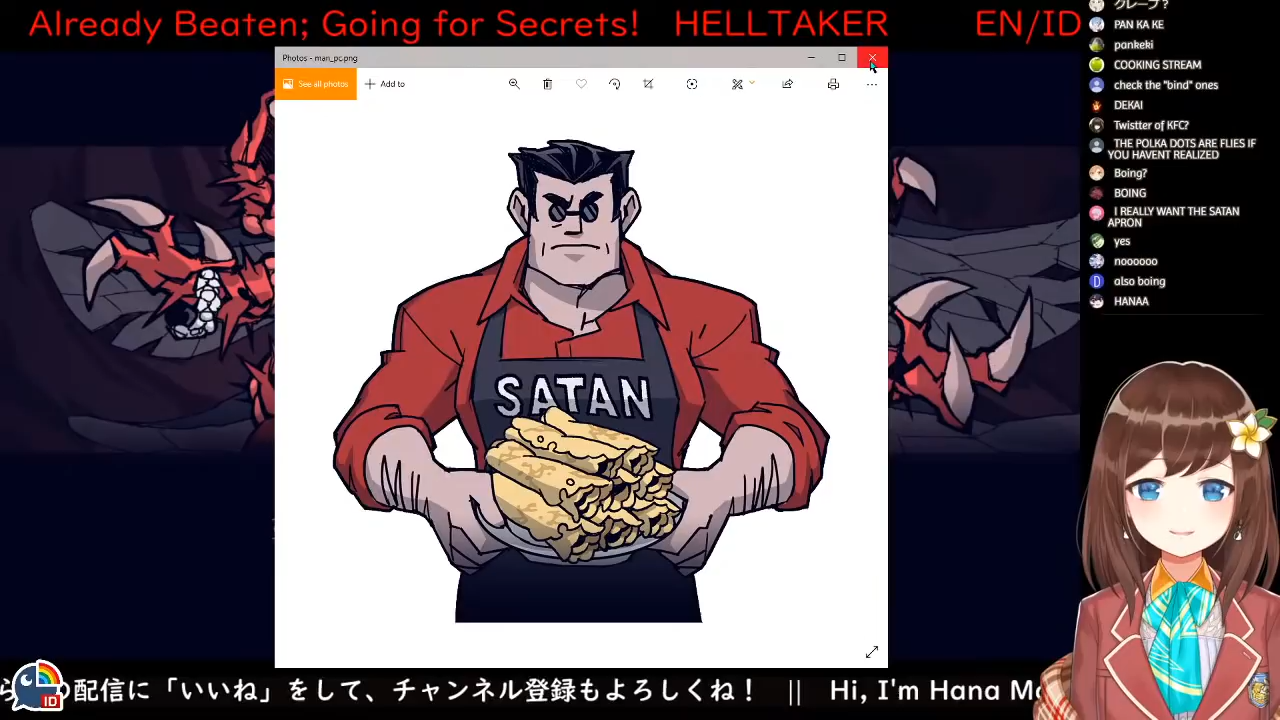 Already Beaten; Going for Secrets! HELLTAKER EN/ID
Photos - man_pc.png
See all photos
Add to
SATAN
クレープ？
PAN KA KE
pankeki
COOKING STREAM
check the "bind" ones
DEKAI
Twistter of KFC?
THE POLKA DOTS ARE FLIES IF
YOU HAVENT REALIZED
Boing?
BOING
I REALLY WANT THE SATAN
APRON
yes
noooooo
also boing
HANAA
の配信に「いいね」をして、チャンネル登録もよろしくね！ || Hi, I'm Hana
ID